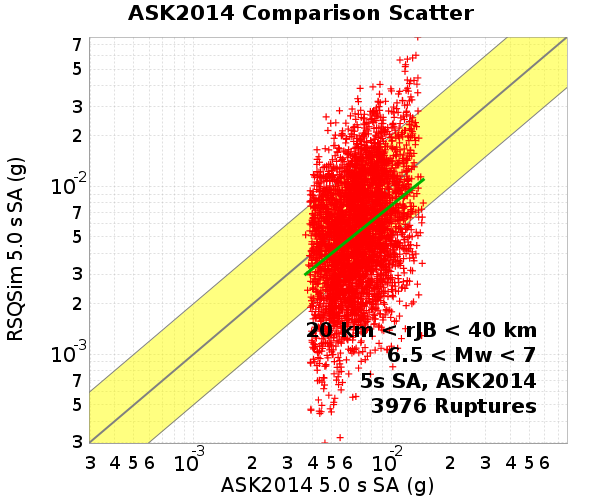 ASK2014 Comparison Scatter
RSQSim 5.0 s SA (g)
7
5
3
2
10⁻²
7
5
3
2
10⁻³
7
5
3
20 km < rJB < 40 km
6.5 < Mw < 7
5s SA, ASK2014
3976 Ruptures
3 4 5 6 10⁻³ 2 3 4 5 6 10⁻² 2 3 4 5 6
ASK2014 5.0 s SA (g)